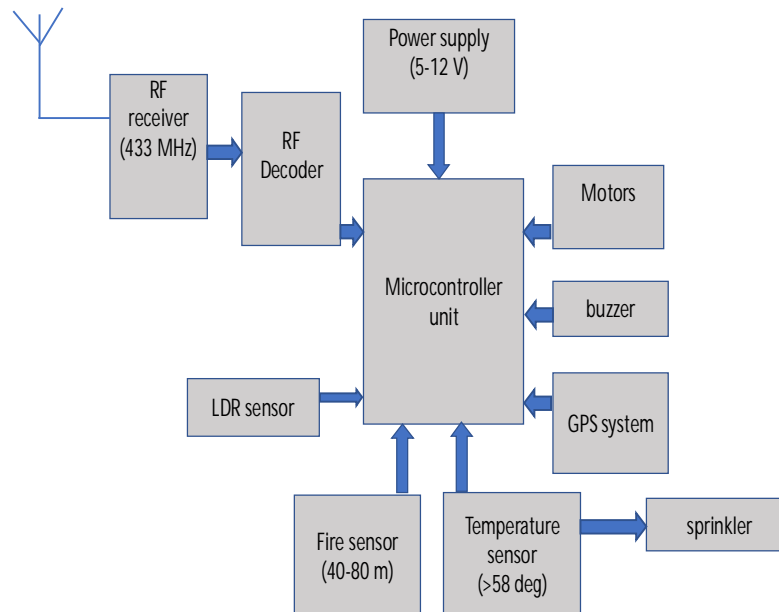 Power supply
(5-12 V)
RF
receiver
(433 MHz)
RF
Decoder
Motors
Microcontroller
unit
buzzer
LDR sensor
GPS system
Fire sensor
(40-80 m)
Temperature
sensor
(>58 deg)
sprinkler